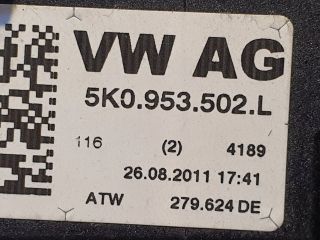 VW AG
5K0.953.502.L
116 (2) 4189
26.08.2011 17:41
ATW 279.624 DE